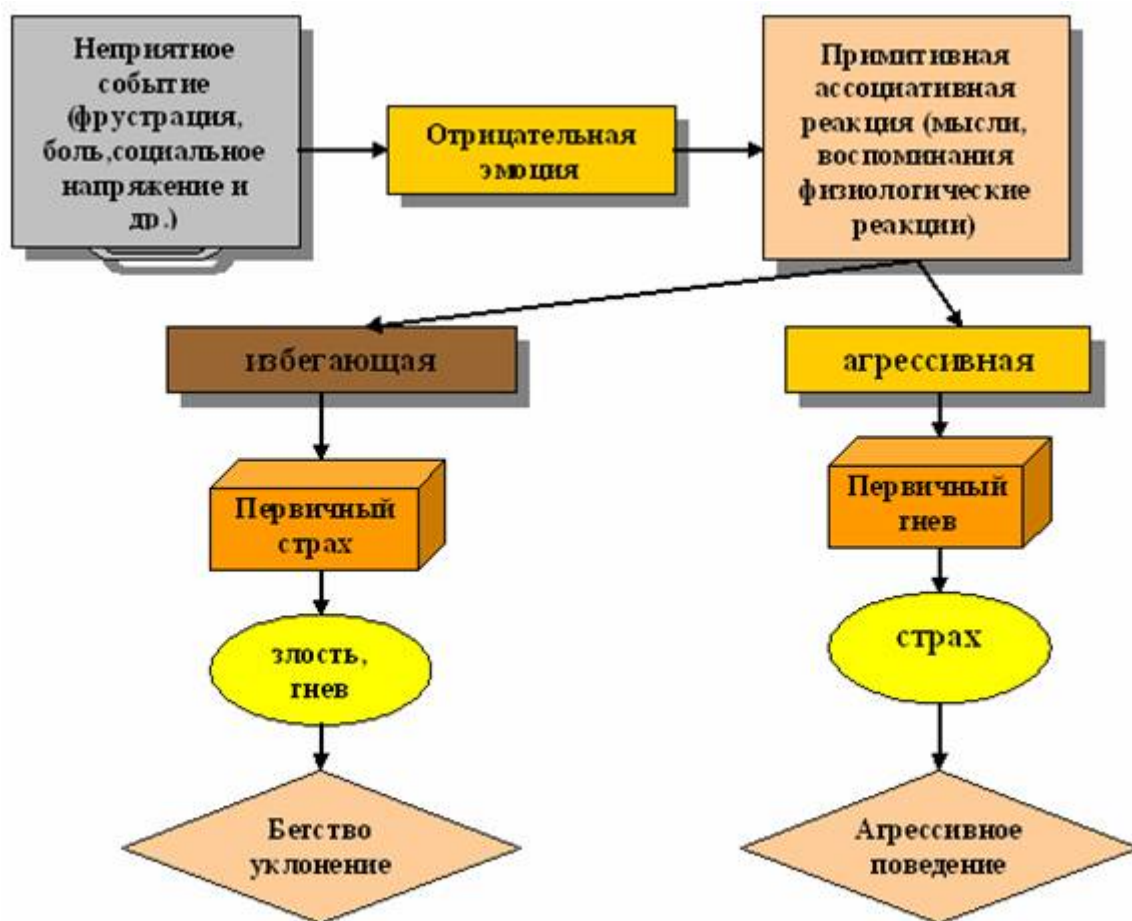 Неприятное
событие
(фрустрация,
боль,социальное
напряжение и
др.)
Отрицательная
эмоция
Примитивная
ассоциативная
реакция (мысли,
воспоминания
физиологические
реакции)
избегающая
агрессивная
Первичный
страх
Первичный
гнев
злость,
гнев
страх
Бегство
уклонение
Агрессивное
поведение